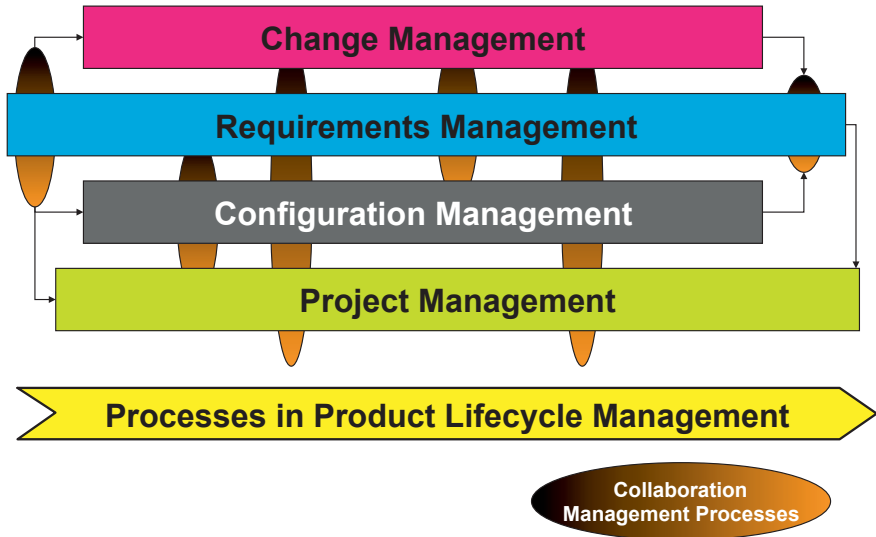 Change Management
Requirements Management
Configuration Management
Project Management
Processes in Product Lifecycle Management
Collaboration
Management Processes